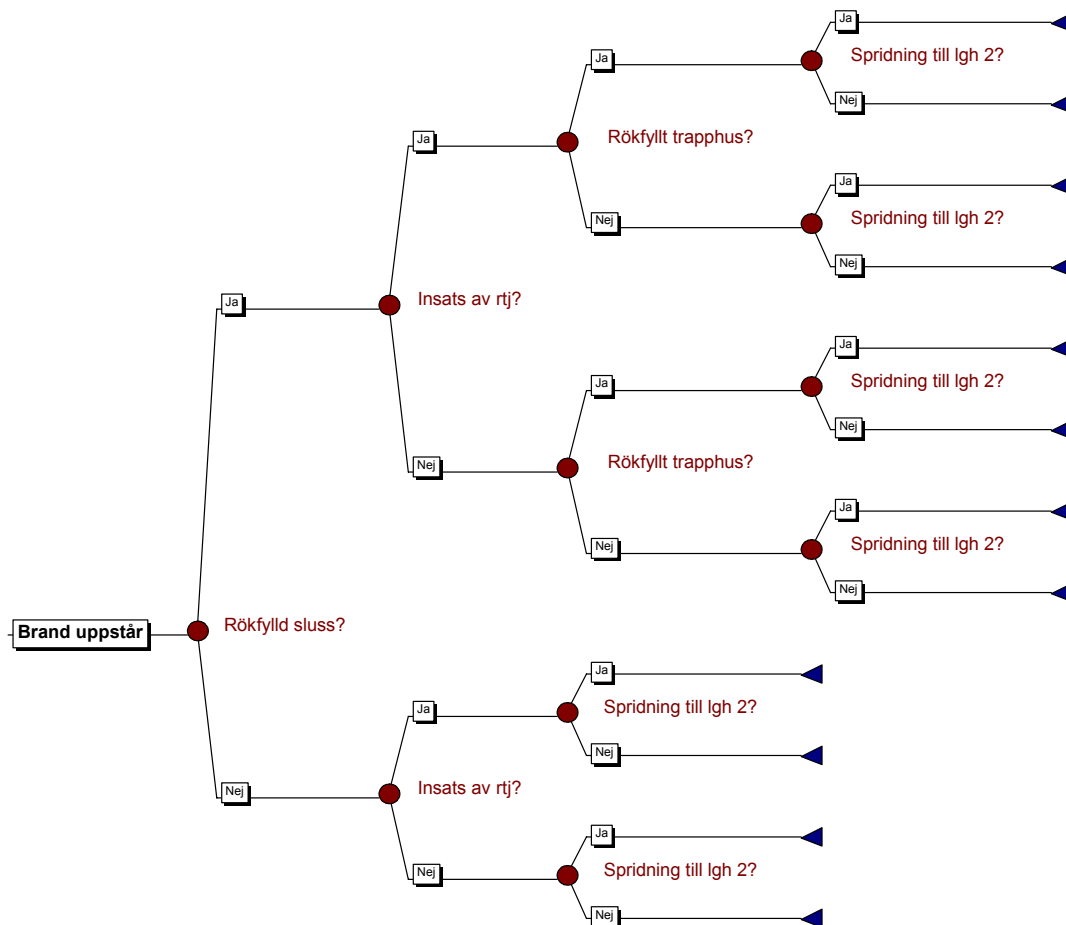 Ja
Spridning till lgh 2?
Ja
Nej
Rökfyllt trapphus?
Ja
Ja
Spridning till lgh 2?
Nej
Nej
Insats av rtj?
Ja
Ja
Spridning till lgh 2?
Ja
Nej
Rökfyllt trapphus?
Nej
Ja
Spridning till lgh 2?
Nej
Nej
Rökfylld sluss?
Brand uppstår
Ja
Spridning till lgh 2?
Ja
Nej
Insats av rtj?
Nej
Ja
Spridning till lgh 2?
Nej
Nej